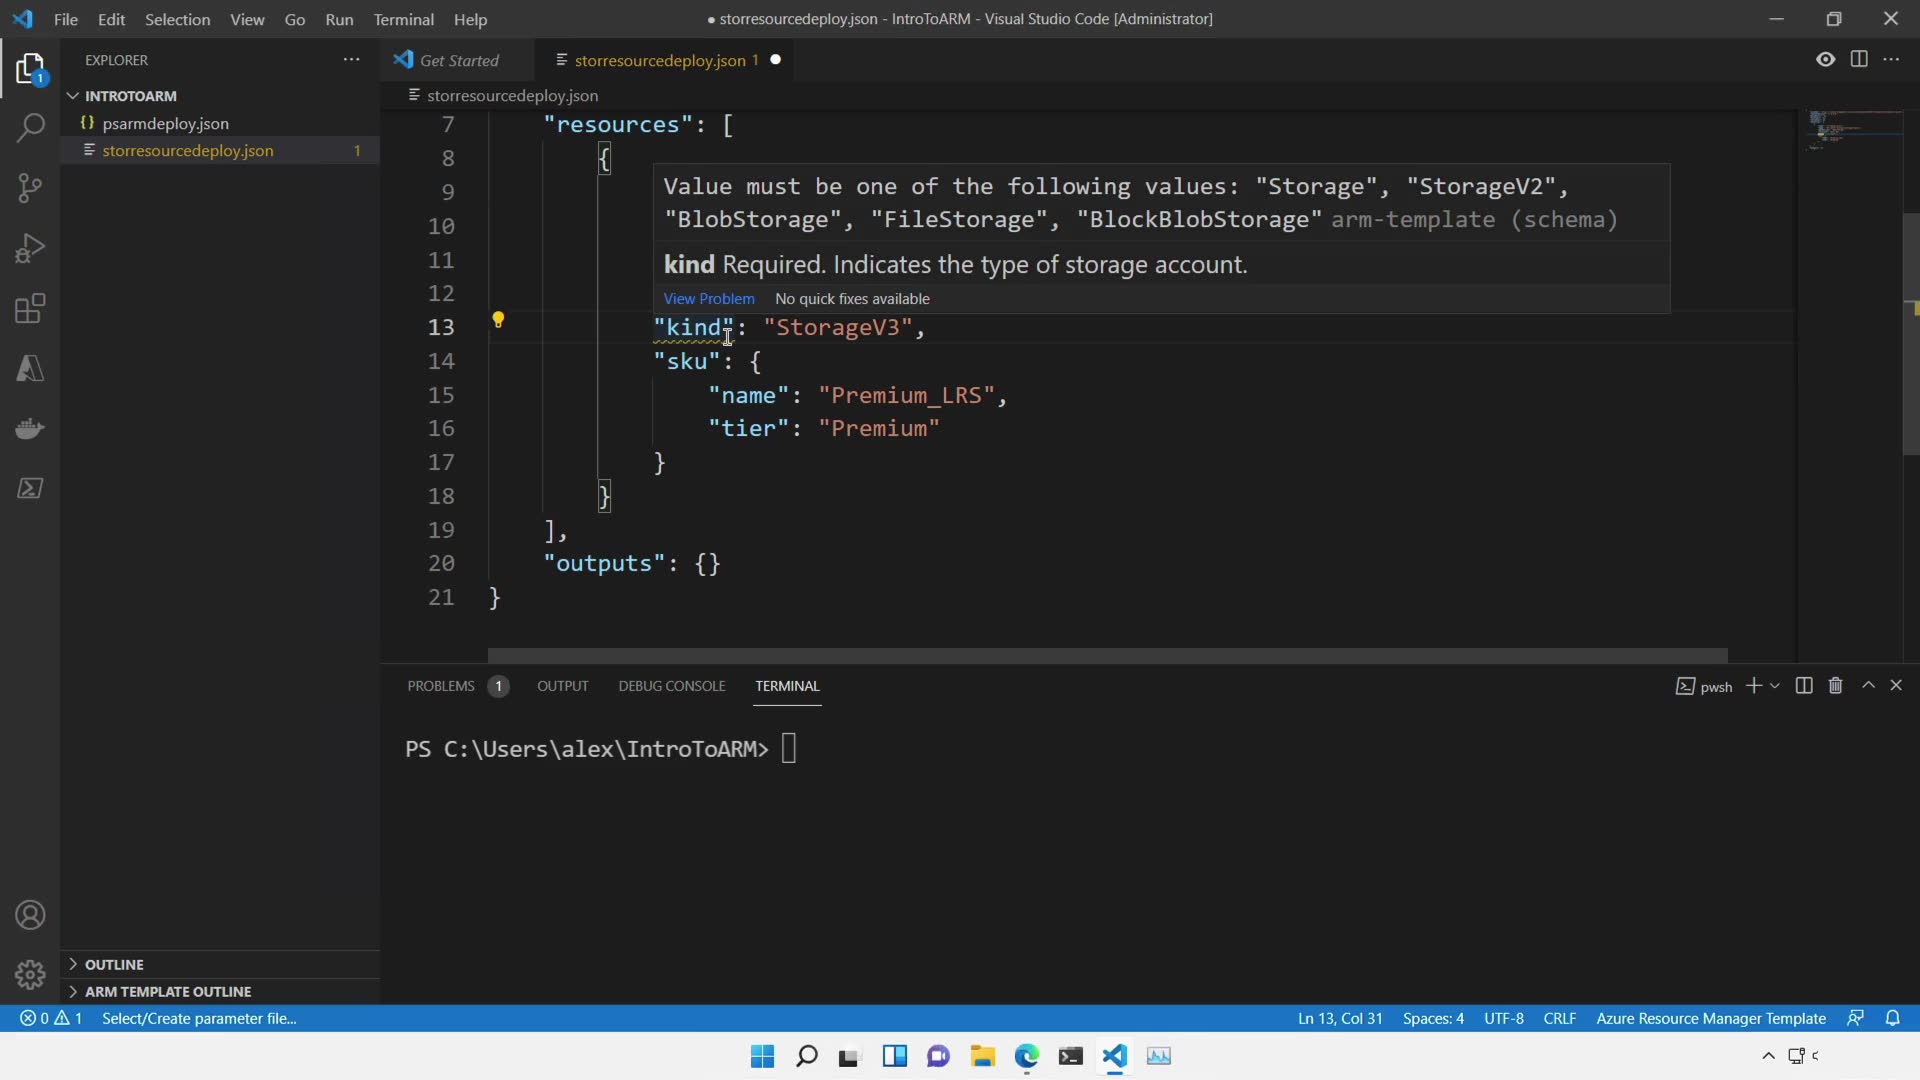 File Edit Selection View Go Run Terminal Help
● storresourcedeploy.json - IntroToARM - Visual Studio Code [Administrator]
EXPLORER
Get Started
storresourcedeploy.json 1
INTROTOARM
storresourcedeploy.json
psarmdeploy.json
storresourcedeploy.json 1
7 "resources": [
8 {
9
10
11
12
Value must be one of the following values: "Storage", "StorageV2",
"BlobStorage", "FileStorage", "BlockBlobStorage" arm-template (schema)
kind Required. Indicates the type of storage account.
View Problem No quick fixes available
13 "kind": "StorageV3",
14 "sku": {
15 "name": "Premium_LRS",
16 "tier": "Premium"
17 }
18 }
19 ],
20 "outputs": {}
21 }
PROBLEMS 1 OUTPUT DEBUG CONSOLE TERMINAL
pwsh
PS C:\Users\alex\IntroToARM>
OUTLINE
ARM TEMPLATE OUTLINE
0 1 Select/Create parameter file...
Ln 13, Col 31 Spaces: 4 UTF-8 CRLF Azure Resource Manager Template